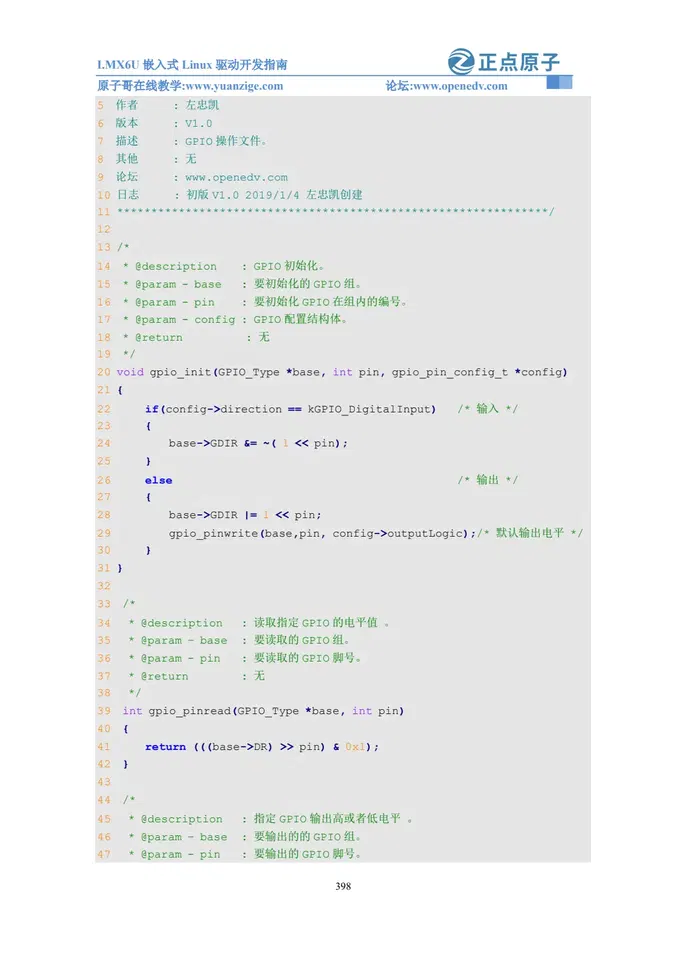 I.MX6U 嵌入式 Linux 驱动开发指南
正点原子
原子哥在线教学:www.yuanzige.com 论坛:www.openedv.com
5 作者 : 左忠凯
6 版本 : V1.0
7 描述 : GPIO 操作文件。
8 其他 : 无
9 论坛 : www.openedv.com
10 日志 : 初版 V1.0 2019/1/4 左忠凯创建
11 ***************************************************************/
12
13 /*
14 * @description : GPIO 初始化。
15 * @param - base : 要初始化的 GPIO 组。
16 * @param - pin : 要初始化 GPIO 在组内的编号。
17 * @param - config : GPIO 配置结构体。
18 * @return : 无
19 */
20 void gpio_init(GPIO_Type *base, int pin, gpio_pin_config_t *config)
21 {
22 if(config->direction == kGPIO_DigitalInput) /* 输入 */
23 {
24 base->GDIR &= ~( 1 << pin);
25 }
26 else /* 输出 */
27 {
28 base->GDIR |= 1 << pin;
29 gpio_pinwrite(base,pin, config->outputLogic);/* 默认输出电平 */
30 }
31 }
32
33 /*
34 * @description : 读取指定 GPIO 的电平值 。
35 * @param – base : 要读取的 GPIO 组。
36 * @param - pin : 要读取的 GPIO 脚号。
37 * @return : 无
38 */
39 int gpio_pinread(GPIO_Type *base, int pin)
40 {
41 return (((base->DR) >> pin) & 0x1);
42 }
43
44 /*
45 * @description : 指定 GPIO 输出高或者低电平 。
46 * @param – base : 要输出的的 GPIO 组。
47 * @param - pin : 要输出的 GPIO 脚号。
398